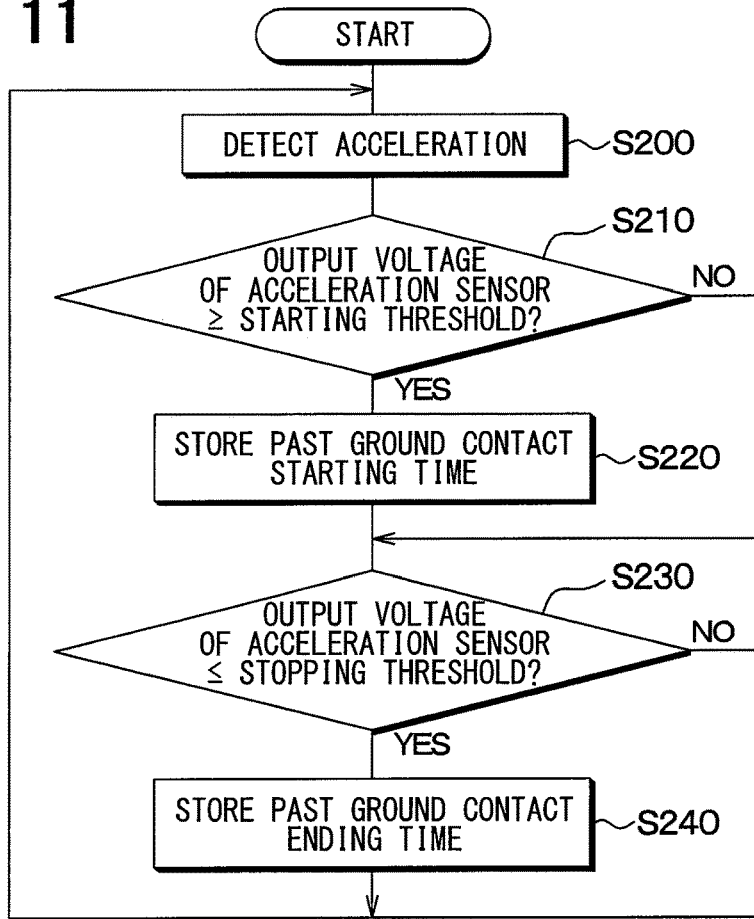 11
START
DETECT ACCELERATION
S200
S210
OUTPUT VOLTAGE
OF ACCELERATION SENSOR
≥ STARTING THRESHOLD?
NO
YES
STORE PAST GROUND CONTACT
STARTING TIME
S220
S230
OUTPUT VOLTAGE
OF ACCELERATION SENSOR
≤ STOPPING THRESHOLD?
NO
YES
STORE PAST GROUND CONTACT
ENDING TIME
S240